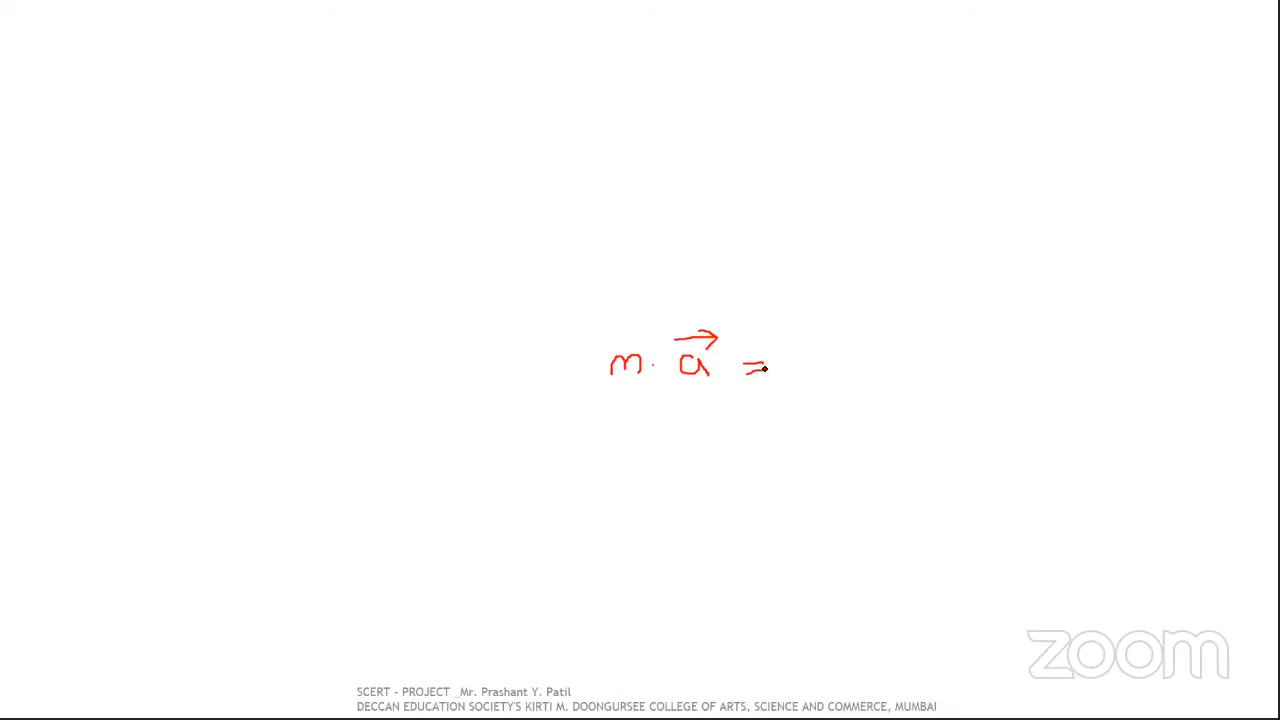 m. a⃗ =
zoom
SCERT - PROJECT _Mr. Prashant Y. Patil
DECCAN EDUCATION SOCIETY'S KIRTI M. DOONGURSEE COLLEGE OF ARTS, SCIENCE AND COMMERCE, MUMBAI